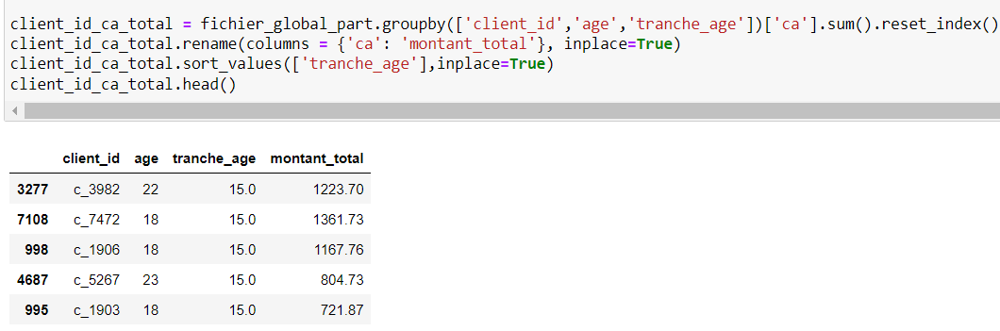 client_id_ca_total = fichier_global_part.groupby(['client_id','age','tranche_age'])['ca'].sum().reset_index()
client_id_ca_total.rename(columns = {'ca': 'montant_total'}, inplace=True)
client_id_ca_total.sort_values(['tranche_age'],inplace=True)
client_id_ca_total.head()
client_id age tranche_age montant_total
3277 c_3982 22 15.0 1223.70
7108 c_7472 18 15.0 1361.73
998 c_1906 18 15.0 1167.76
4687 c_5267 23 15.0 804.73
995 c_1903 18 15.0 721.87